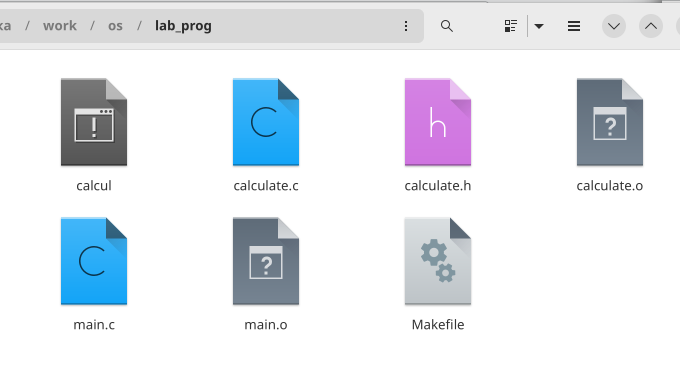 ka / work / os / lab_prog
calcul
calculate.c
calculate.h
calculate.o
main.c
main.o
Makefile